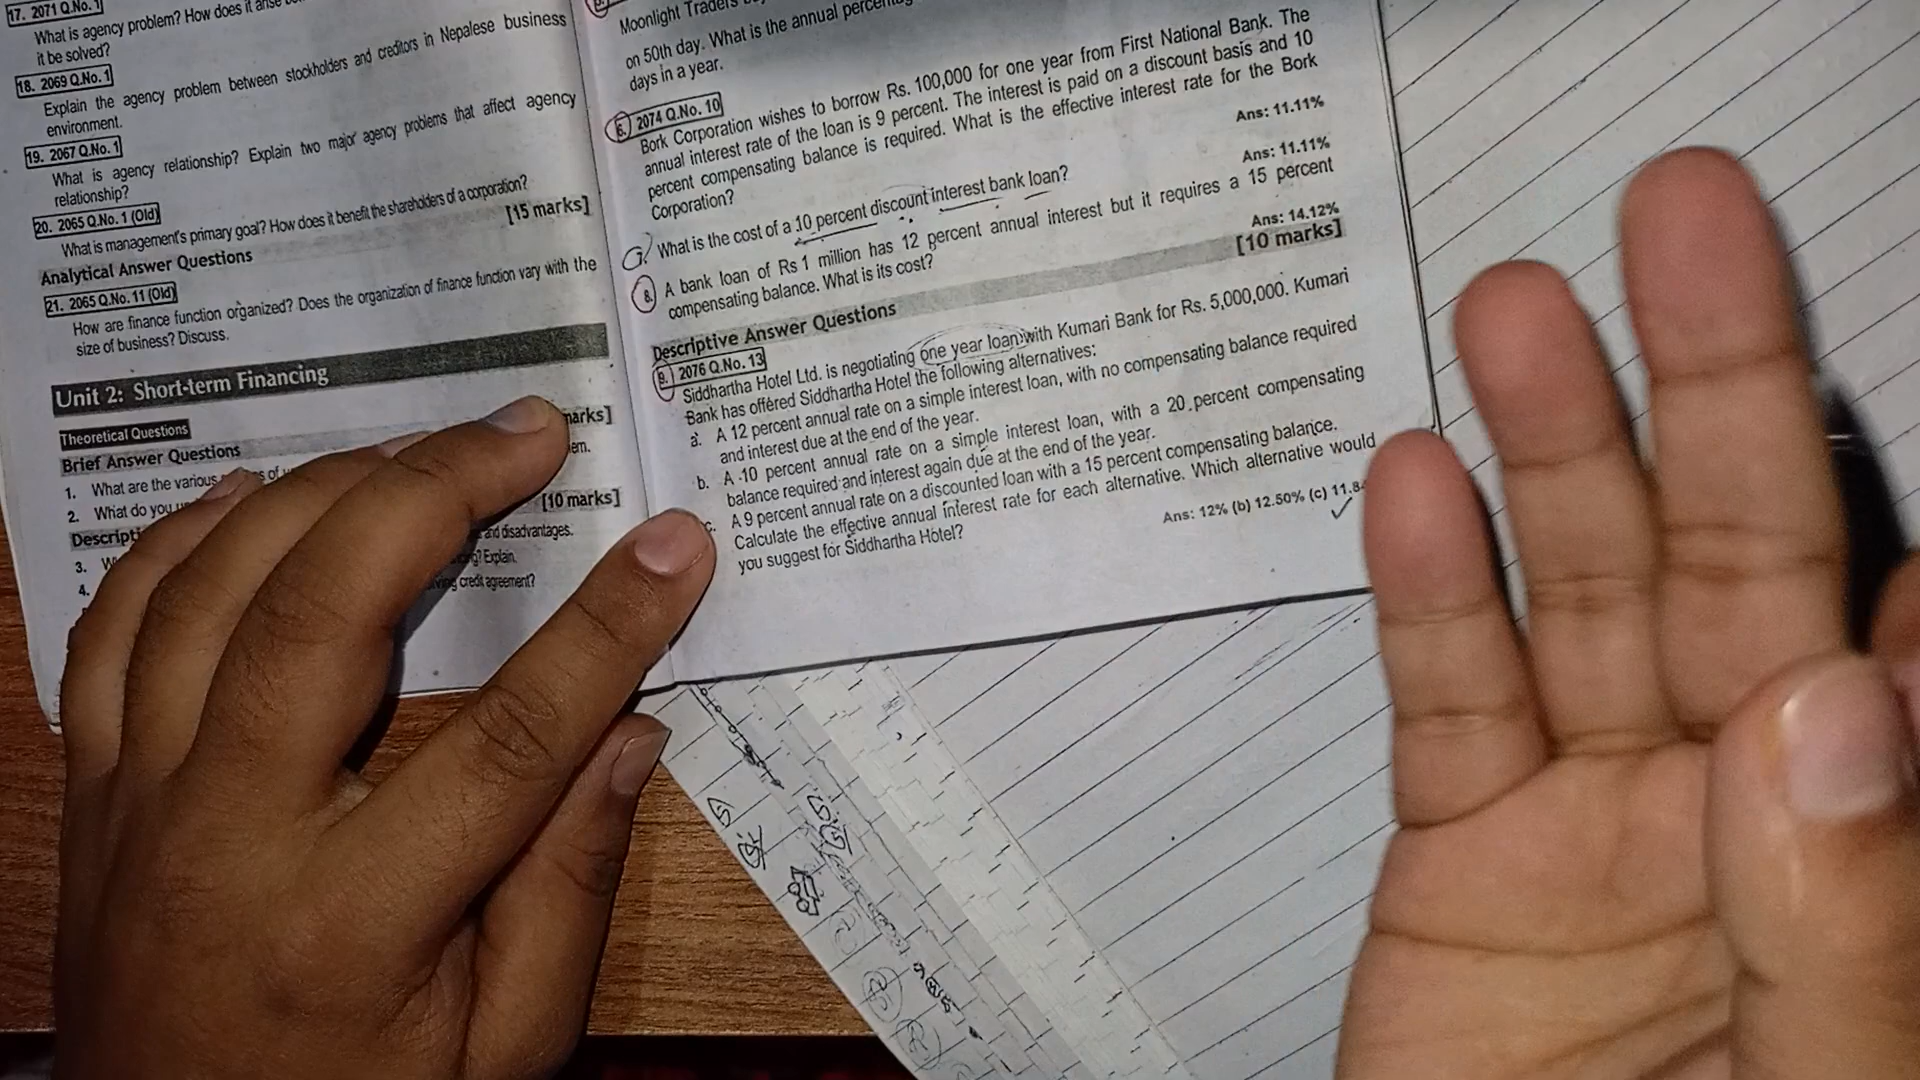 17. 2071 Q.No. 1
What is agency problem? How does it arise
it be solved?
18. 2069 Q.No. 1
Explain the agency problem between stockholders and creditors in Nepalese business
environment.
19. 2067 Q.No. 1
What is agency relationship? Explain two major agency problems that affect agency
relationship?
20. 2065 Q.No. 1 (Old)
What is management's primary goal? How does it benefit the shareholders of a corporation?
Analytical Answer Questions [15 marks]
21. 2065 Q.No. 11 (Old)
How are finance function organized? Does the organization of finance function vary with the
size of business? Discuss.
Unit 2: Short-term Financing
Theoretical Questions
Brief Answer Questions marks]
1. What are the various
2. What do you
[10 marks]
3.
and disadvantages.
4.
Explain.
credit agreement?
Moonlight Traders
on 50th day. What is the annual
days in a year.
6. 2074 Q.No. 10
Bork Corporation wishes to borrow Rs. 100,000 for one year from First National Bank. The
annual interest rate of the loan is 9 percent. The interest is paid on a discount basis and 10
percent compensating balance is required. What is the effective interest rate for the Bork
Corporation? Ans: 11.11%
7. What is the cost of a 10 percent discount interest bank loan? Ans: 11.11%
8. A bank loan of Rs 1 million has 12 percent annual interest but it requires a 15 percent
compensating balance. What is its cost? Ans: 14.12%
Descriptive Answer Questions [10 marks]
9. 2076 Q.No. 13
Siddhartha Hotel Ltd. is negotiating one year loan with Kumari Bank for Rs. 5,000,000. Kumari
Bank has offered Siddhartha Hotel the following alternatives:
a. A 12 percent annual rate on a simple interest loan, with no compensating balance required
and interest due at the end of the year.
b. A 10 percent annual rate on a simple interest loan, with a 20 percent compensating
balance required and interest again due at the end of the year.
c. A 9 percent annual rate on a discounted loan with a 15 percent compensating balance.
Calculate the effective annual interest rate for each alternative. Which alternative would
you suggest for Siddhartha Hotel? Ans: 12% (b) 12.50% (c) 11.8